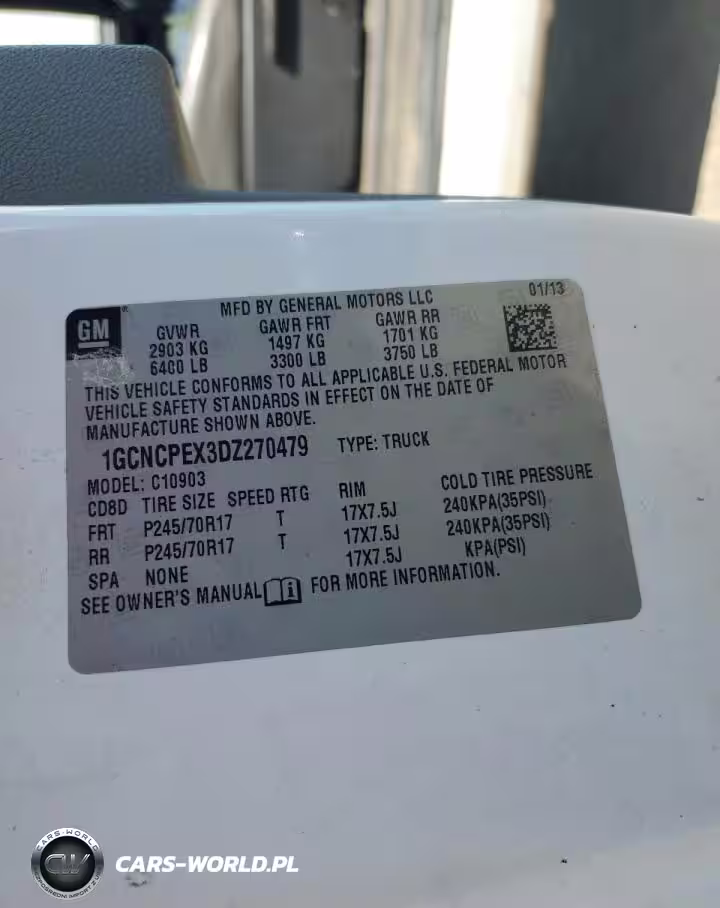 GM
MFD BY GENERAL MOTORS LLC 01/13
GVWR GAWR FRT GAWR RR
2903 KG 1497 KG 1701 KG
6400 LB 3300 LB 3750 LB
THIS VEHICLE CONFORMS TO ALL APPLICABLE U.S. FEDERAL MOTOR
VEHICLE SAFETY STANDARDS IN EFFECT ON THE DATE OF
MANUFACTURE SHOWN ABOVE.
1GCNCPEX3DZ270479 TYPE: TRUCK
MODEL: C10903
CD8D TIRE SIZE SPEED RTG RIM COLD TIRE PRESSURE
FRT P245/70R17 T 17X7.5J 240KPA(35PSI)
RR P245/70R17 T 17X7.5J 240KPA(35PSI)
SPA NONE 17X7.5J KPA(PSI)
SEE OWNER'S MANUAL FOR MORE INFORMATION.
CARS-WORLD
CW
CARS-WORLD.PL